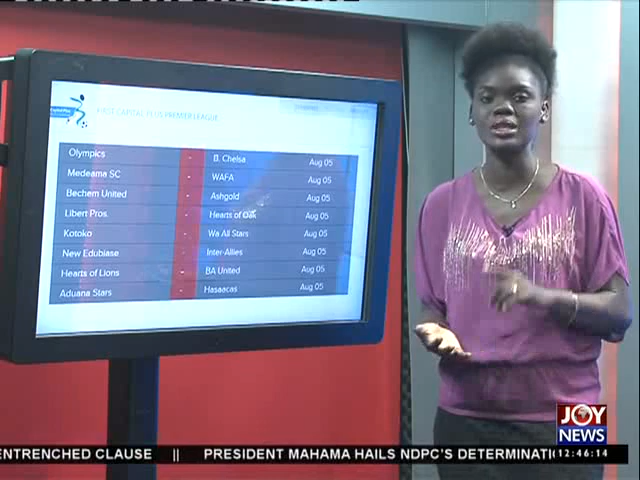 FIRST CAPITAL PLUS PREMIER LEAGUE
Olympics - B. Chelsa Aug 05
Medeama SC - WAFA Aug 05
Bechem United - Ashgold Aug 05
Libert Pros. - Hearts of Oak Aug 05
Kotoko - Wa All Stars Aug 05
New Edubiase - Inter-Allies Aug 05
Hearts of Lions - BA United Aug 05
Aduana Stars - Hasaacas Aug 05
JOY
NEWS
ENTRENCHED CLAUSE || PRESIDENT MAHAMA HAILS NDPC'S DETERMINATI 12:46:14